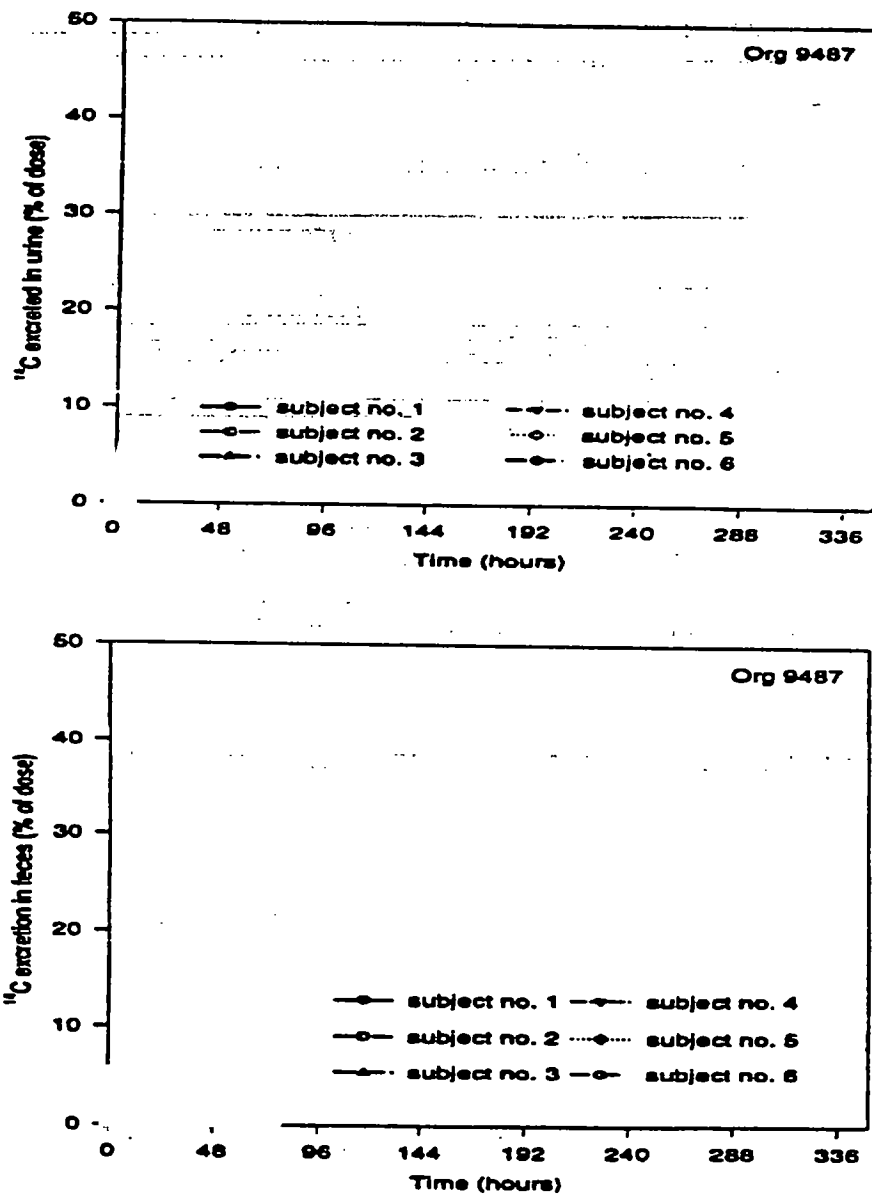 50
Org 9487
40
30
20
10
0
¹⁴C excreted in urine (% of dose)
subject no. 1
subject no. 4
subject no. 2
subject no. 5
subject no. 3
subject no. 6
0 48 96 144 192 240 288 336
Time (hours)
50
Org 9487
40
30
20
10
0
¹⁴C excretion in feces (% of dose)
subject no. 1
subject no. 4
subject no. 2
subject no. 5
subject no. 3
subject no. 6
0 48 96 144 192 240 288 336
Time (hours)